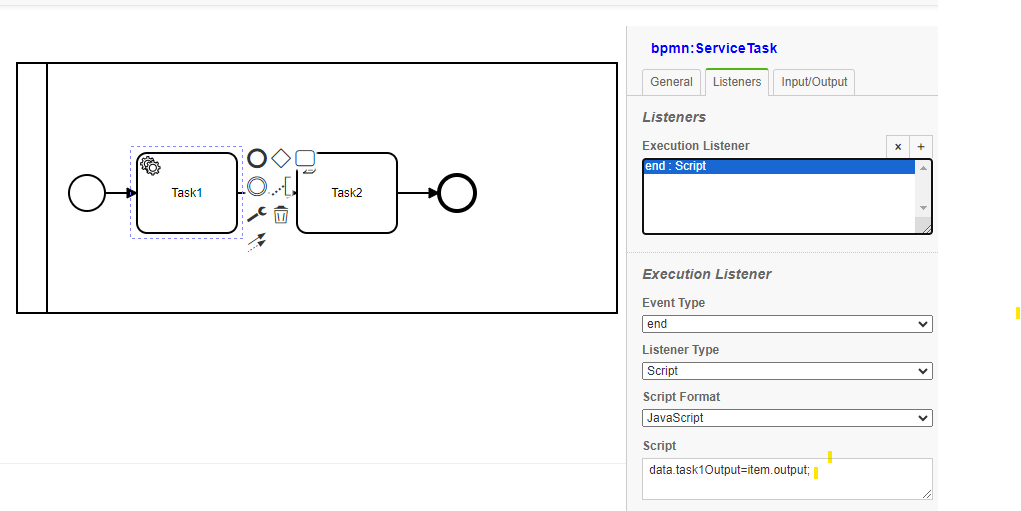 bpmn:ServiceTask
General Listeners Input/Output
Listeners
Execution Listener × +
end : Script
Task1 Task2
Execution Listener
Event Type
end
Listener Type
Script
Script Format
JavaScript
Script
data.task1Output=item.output;